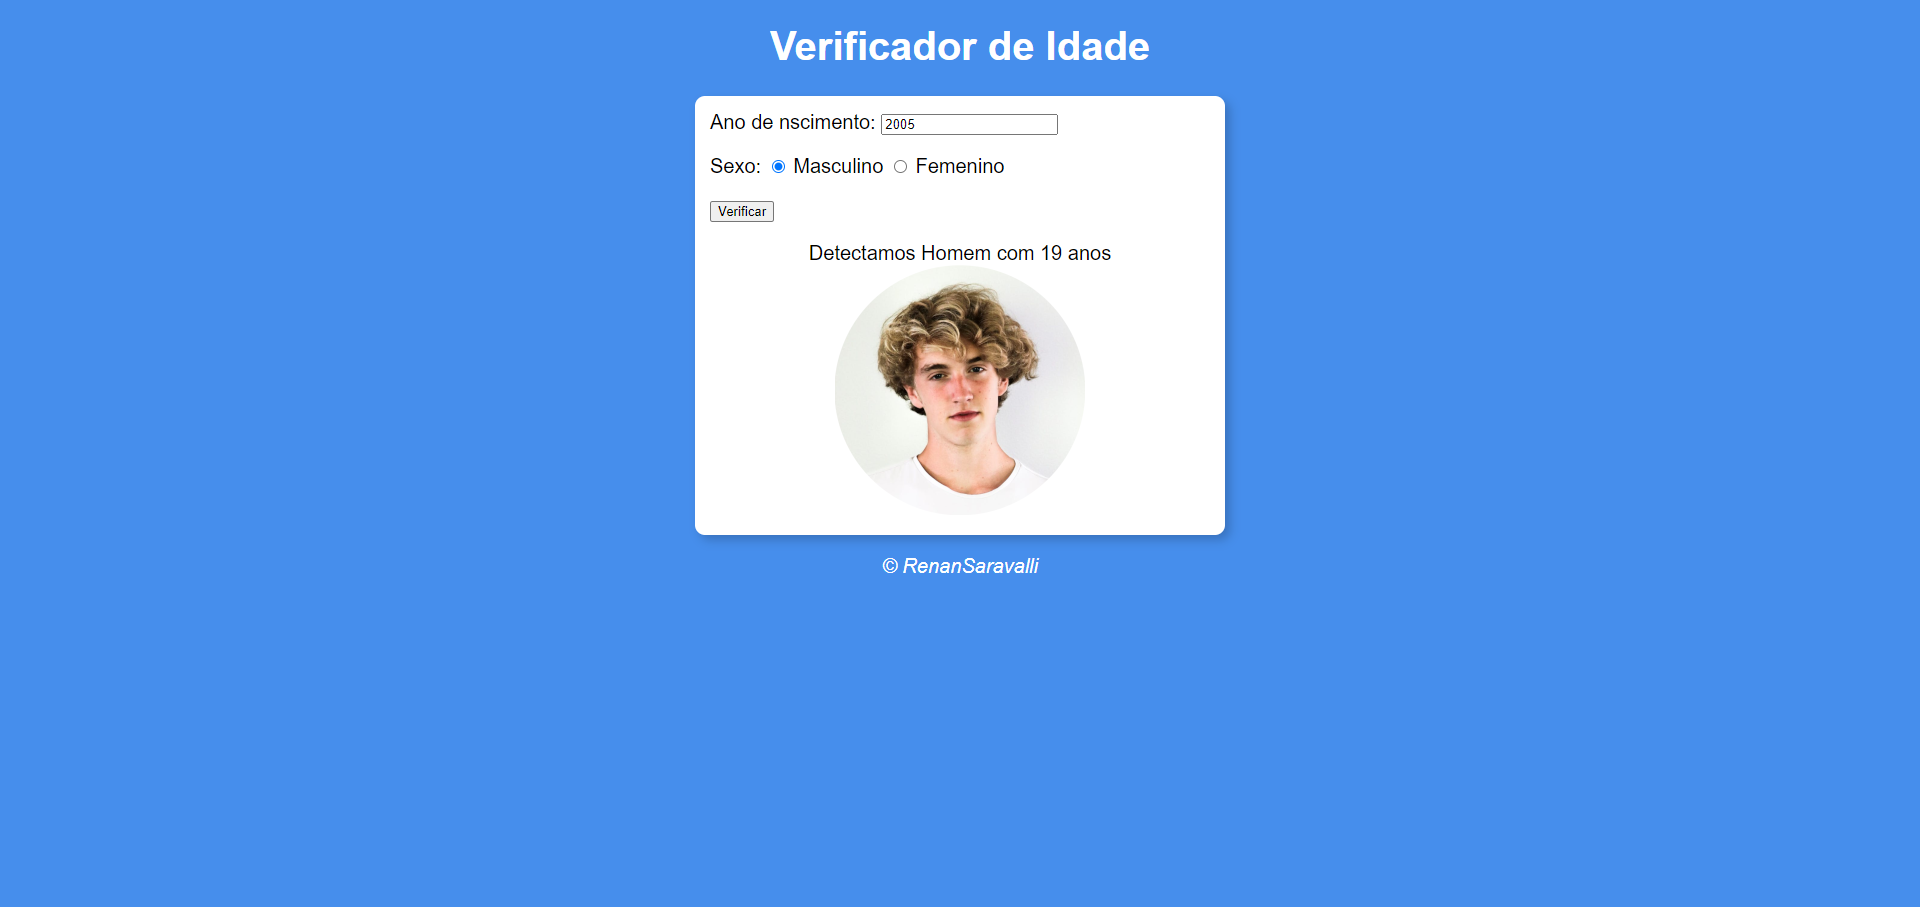 Verificador de Idade
Ano de nscimento: 2005
Sexo: Masculino Femenino
Verificar
Detectamos Homem com 19 anos
© RenanSaravalli